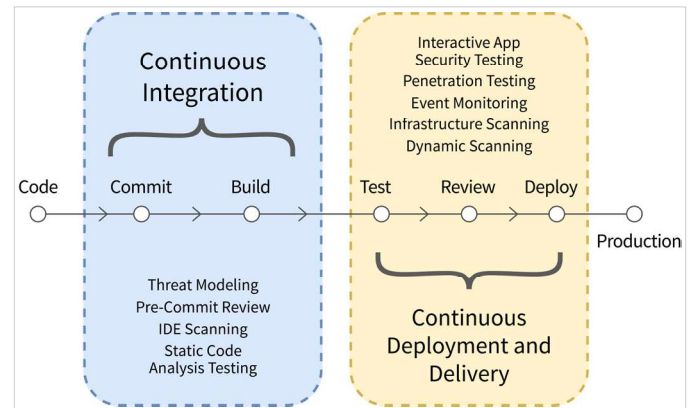 Continuous
Integration
Interactive App
Security Testing
Penetration Testing
Event Monitoring
Infrastructure Scanning
Dynamic Scanning
Code
Commit
Build
Test
Review
Deploy
Production
Threat Modeling
Pre-Commit Review
IDE Scanning
Static Code
Analysis Testing
Continuous
Deployment and
Delivery